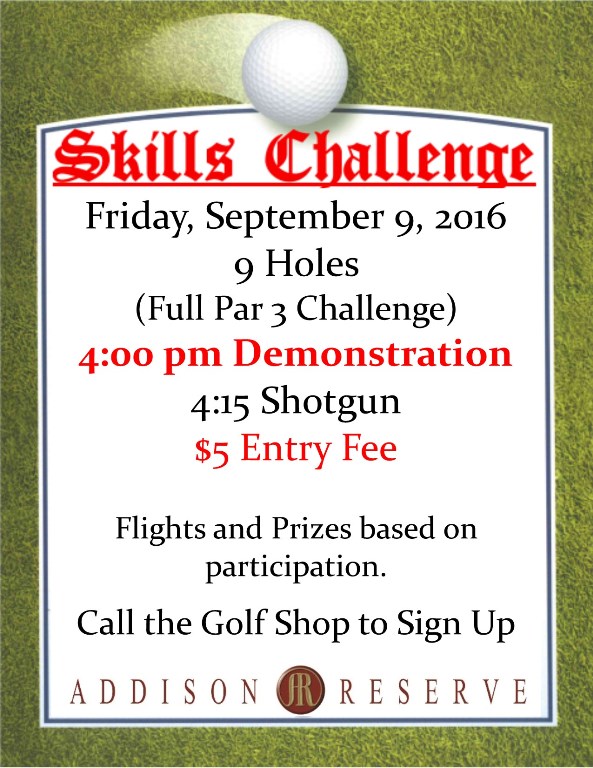 Skills Challenge
Friday, September 9, 2016
9 Holes
(Full Par 3 Challenge)
4:00 pm Demonstration
4:15 Shotgun
$5 Entry Fee
Flights and Prizes based on
participation.
Call the Golf Shop to Sign Up
ADDISON AR RESERVE